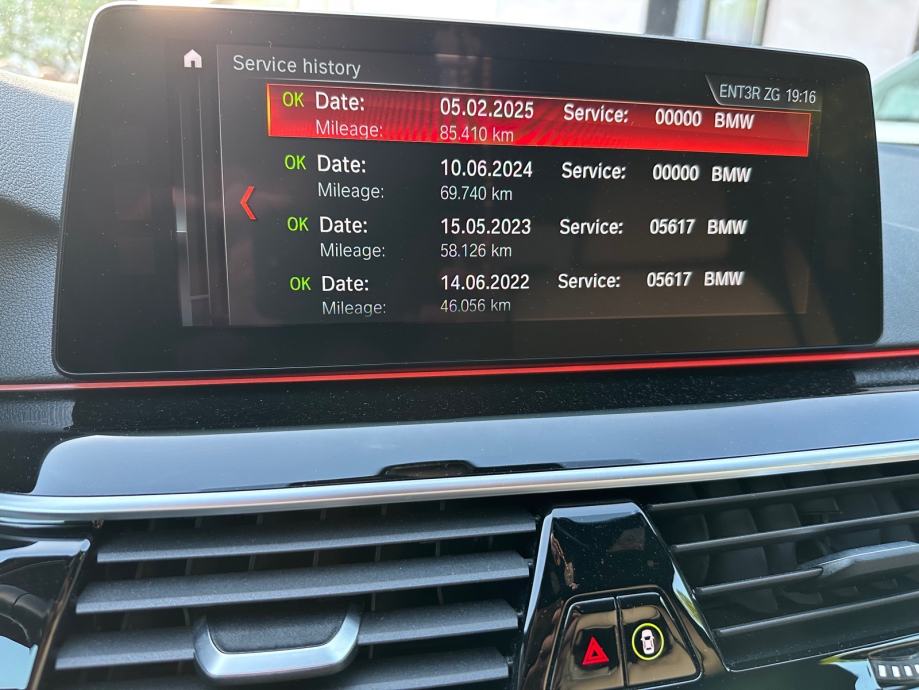 Service history
ENT3R ZG 19:16
OK Date: 05.02.2025 Service: 00000 BMW
Mileage: 85.410 km
OK Date: 10.06.2024 Service: 00000 BMW
Mileage: 69.740 km
OK Date: 15.05.2023 Service: 05617 BMW
Mileage: 58.126 km
OK Date: 14.06.2022 Service: 05617 BMW
Mileage: 46.056 km